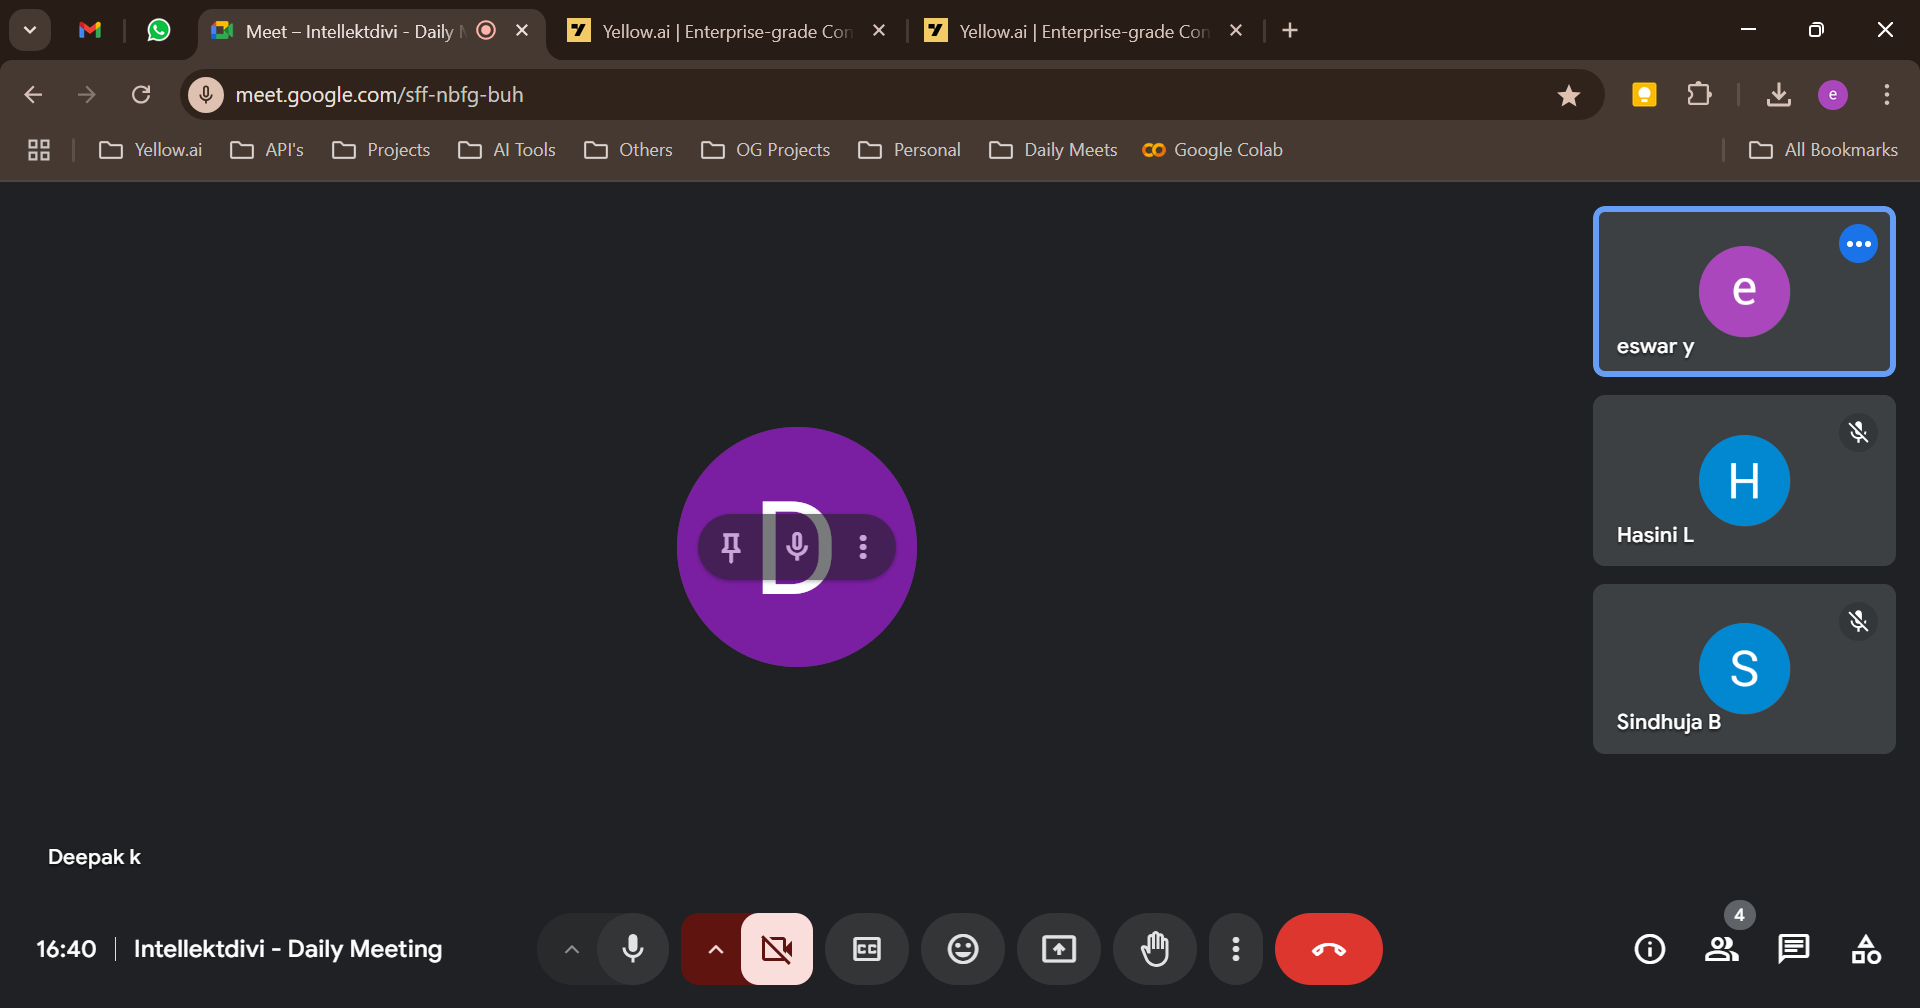 Meet – Intellektdivi - Daily
Yellow.ai | Enterprise-grade Con
Yellow.ai | Enterprise-grade Con
meet.google.com/sff-nbfg-buh
e
Yellow.ai
API's
Projects
AI Tools
Others
OG Projects
Personal
Daily Meets
Google Colab
All Bookmarks
e
eswar y
H
Hasini L
D
S
Sindhuja B
Deepak k
16:40
Intellektdivi - Daily Meeting
CC
4